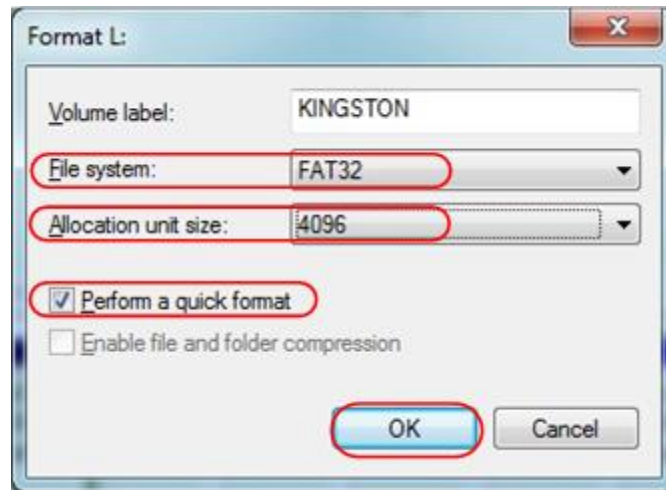 Format L:
Volume label: KINGSTON
File system: FAT32
Allocation unit size: 4096
Perform a quick format
Enable file and folder compression
OK Cancel